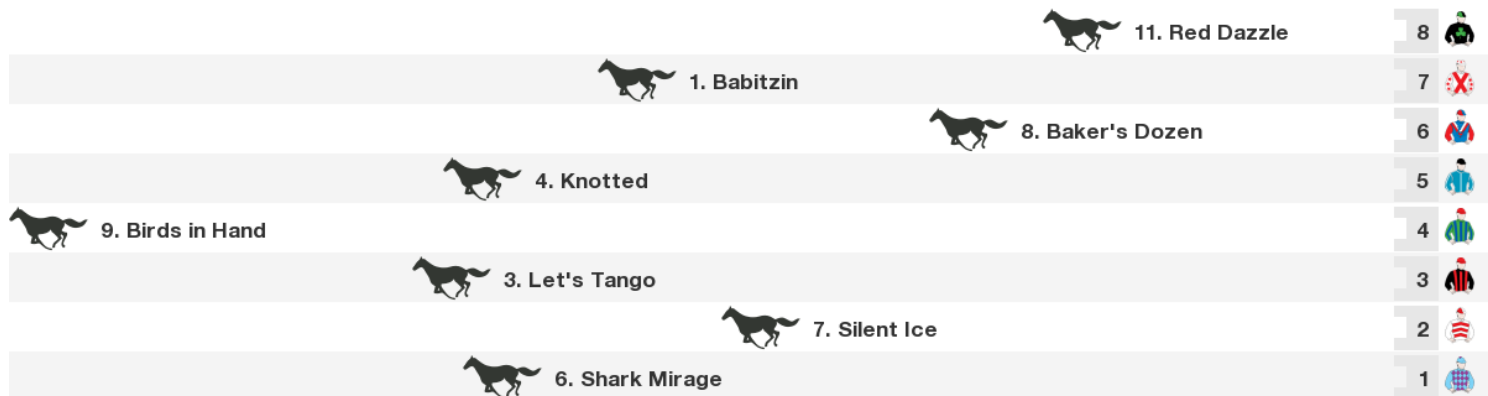 11. Red Dazzle 8
1. Babitzin 7
8. Baker's Dozen 6
4. Knotted 5
9. Birds in Hand 4
3. Let's Tango 3
7. Silent Ice 2
6. Shark Mirage 1